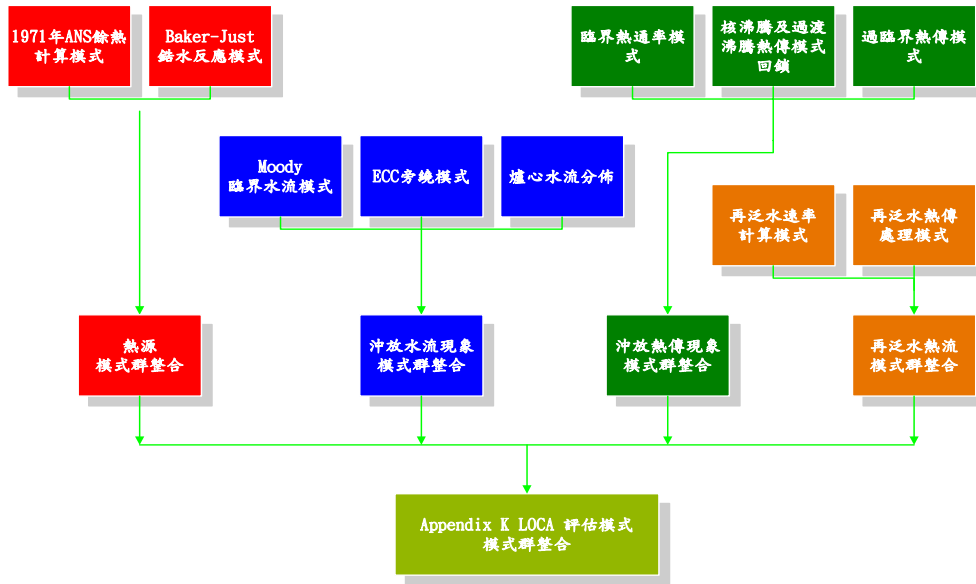 1971年ANS餘熱
計算模式
Baker-Just
鋯水反應模式
臨界熱通率模
式
核沸騰及過渡
沸騰熱傳模式
回鎖
過臨界熱傳模
式
Moody
臨界水流模式
ECC旁繞模式
爐心水流分佈
再泛水速率
計算模式
再泛水熱傳
處理模式
熱源
模式群整合
沖放水流現象
模式群整合
沖放熱傳現象
模式群整合
再泛水熱流
模式群整合
Appendix K LOCA 評估模式
模式群整合